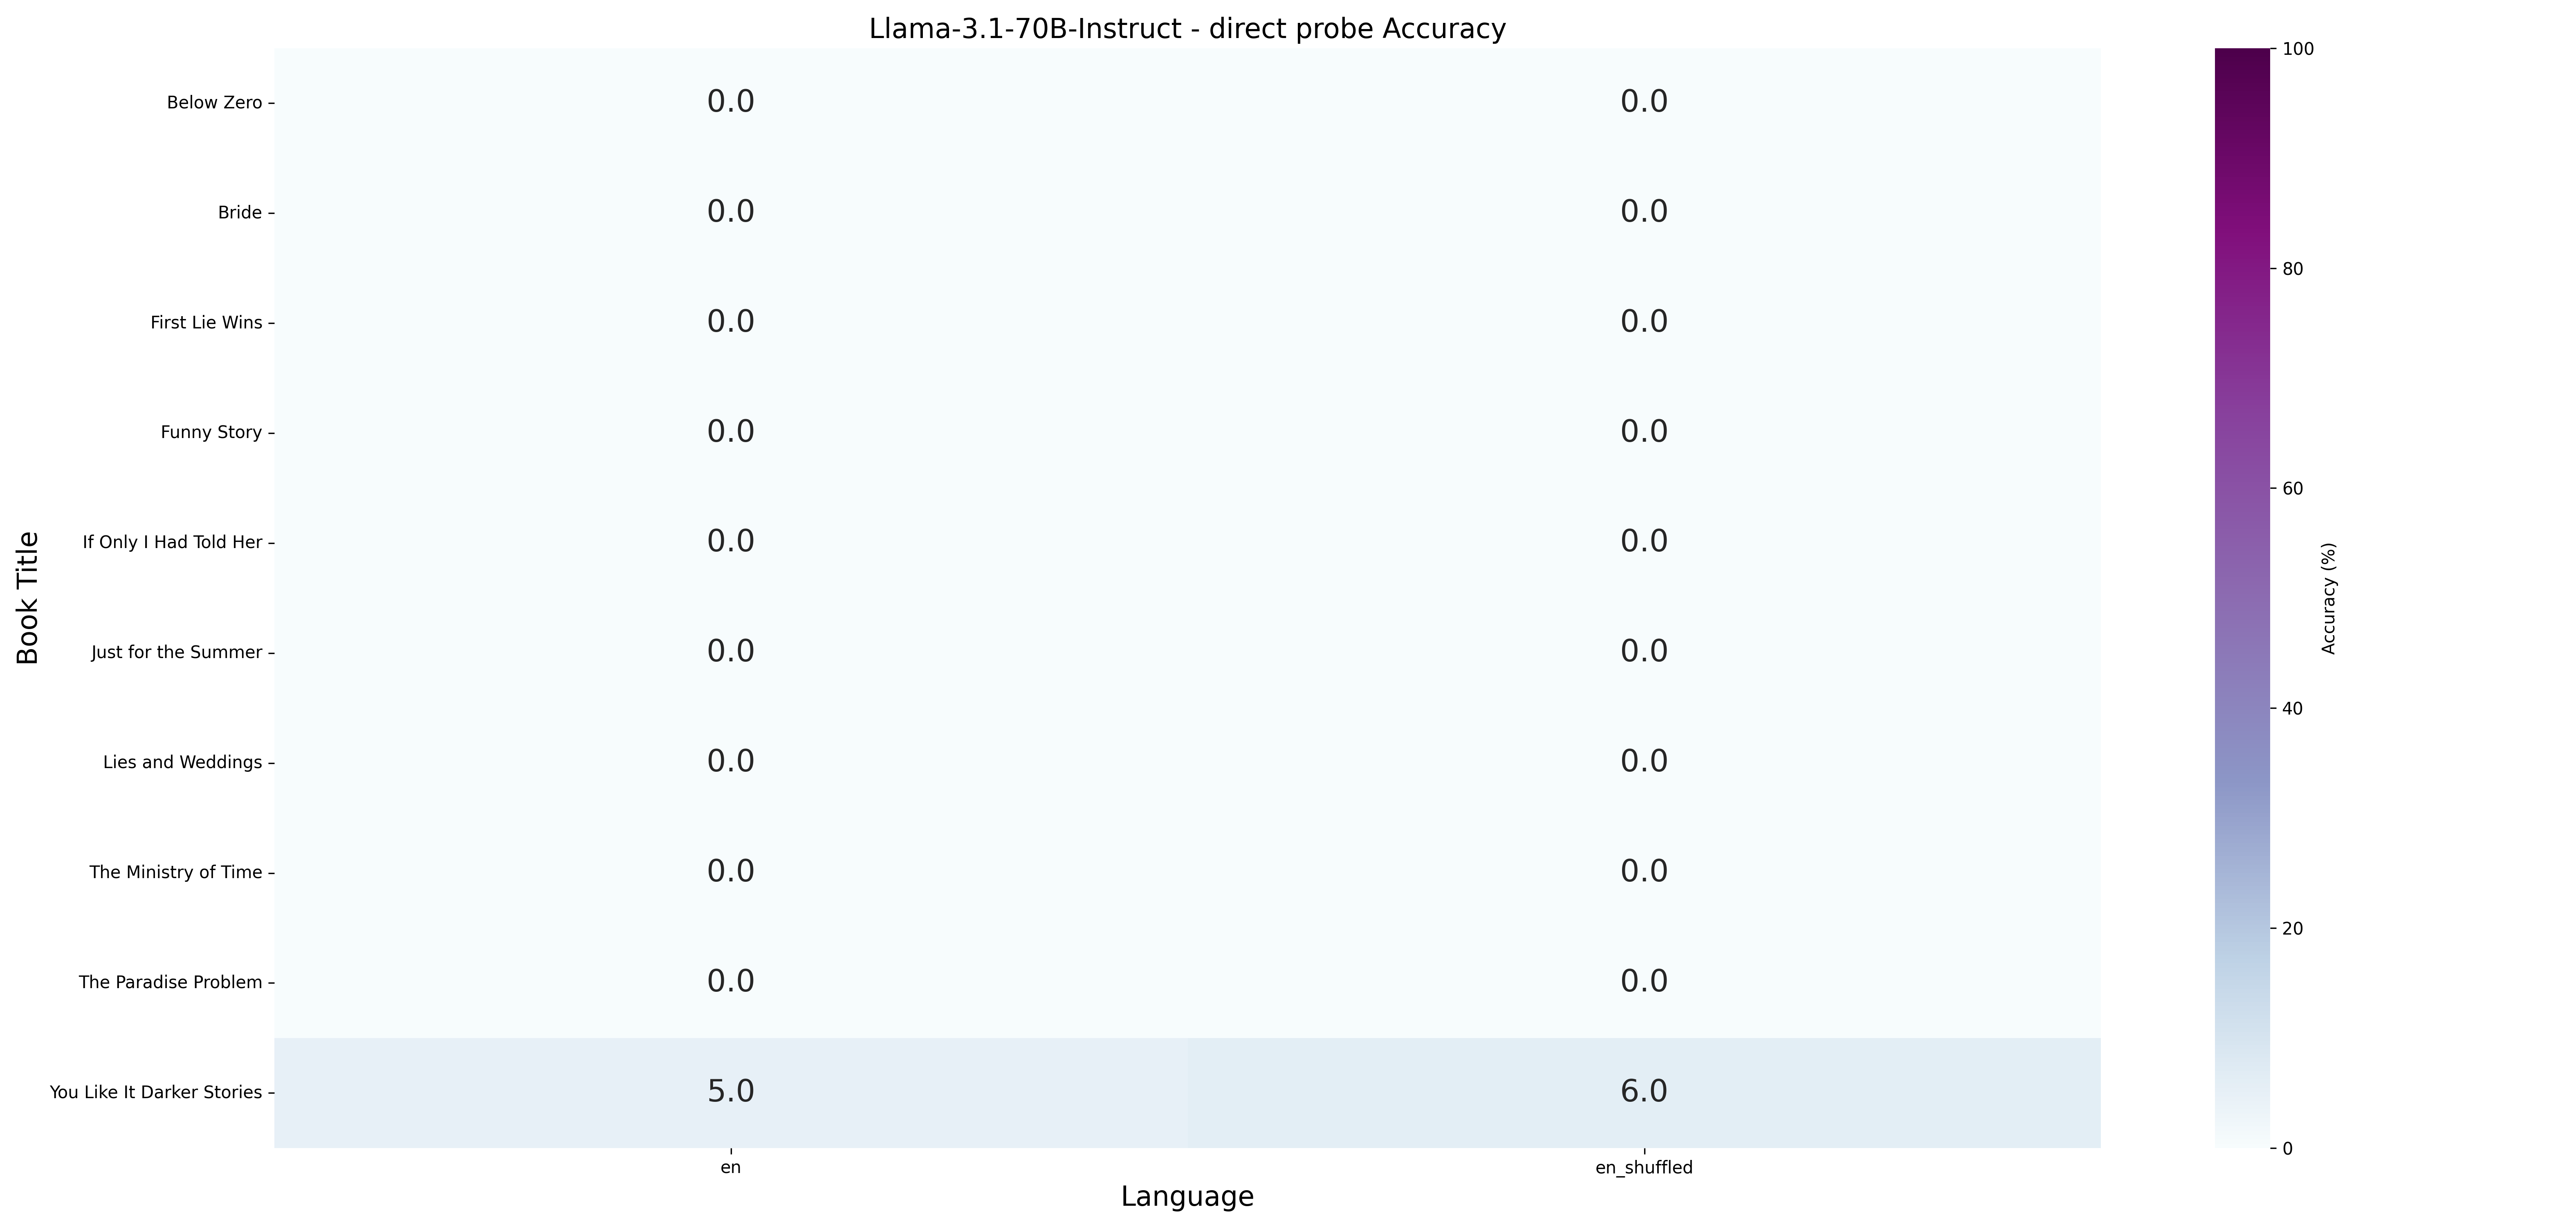 Llama-3.1-70B-Instruct - direct probe Accuracy
Book Title
Below Zero 0.0 0.0
Bride 0.0 0.0
First Lie Wins 0.0 0.0
Funny Story 0.0 0.0
If Only I Had Told Her 0.0 0.0
Just for the Summer 0.0 0.0
Lies and Weddings 0.0 0.0
The Ministry of Time 0.0 0.0
The Paradise Problem 0.0 0.0
You Like It Darker Stories 5.0 6.0
en en_shuffled
Language
100
80
60
40
20
0
Accuracy (%)